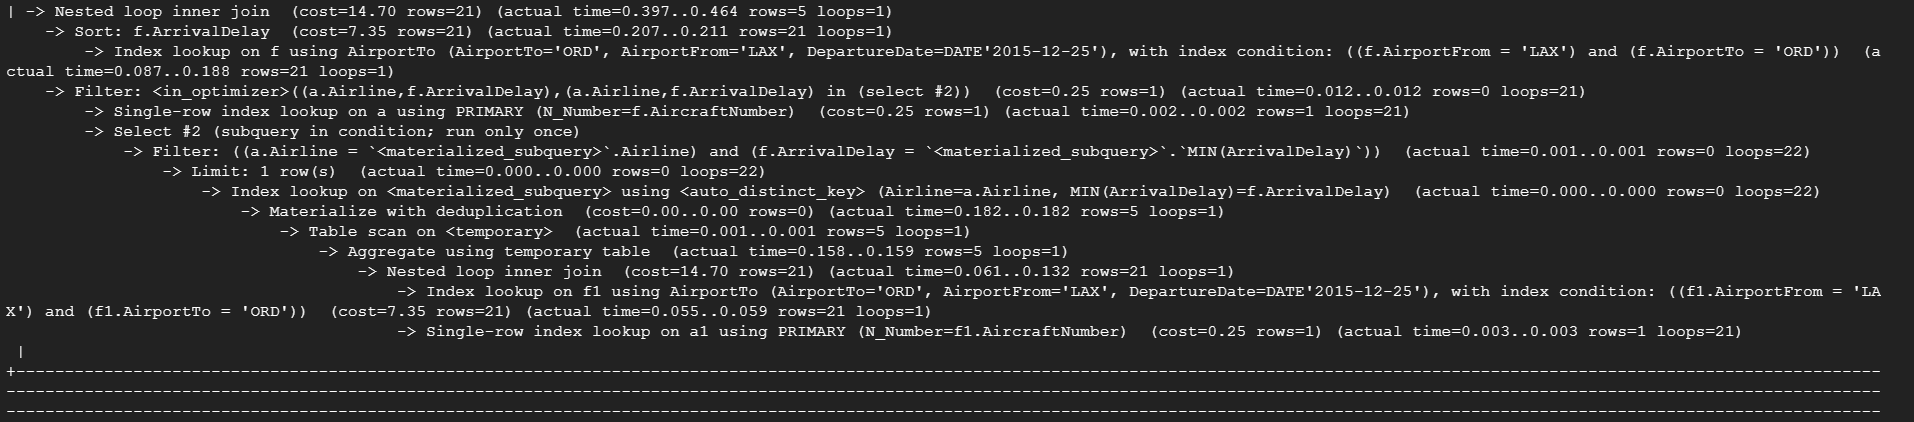 | -> Nested loop inner join  (cost=14.70 rows=21) (actual time=0.397..0.464 rows=5 loops=1)
    -> Sort: f.ArrivalDelay  (cost=7.35 rows=21) (actual time=0.207..0.211 rows=21 loops=1)
        -> Index lookup on f using AirportTo (AirportTo='ORD', AirportFrom='LAX', DepartureDate=DATE'2015-12-25'), with index condition: ((f.AirportFrom = 'LAX') and (f.AirportTo = 'ORD'))  (a
ctual time=0.087..0.188 rows=21 loops=1)
    -> Filter: <in_optimizer>((a.Airline,f.ArrivalDelay),(a.Airline,f.ArrivalDelay) in (select #2))  (cost=0.25 rows=1) (actual time=0.012..0.012 rows=0 loops=21)
        -> Single-row index lookup on a using PRIMARY (N_Number=f.AircraftNumber)  (cost=0.25 rows=1) (actual time=0.002..0.002 rows=1 loops=21)
        -> Select #2 (subquery in condition; run only once)
            -> Filter: ((a.Airline = `<materialized_subquery>`.Airline) and (f.ArrivalDelay = `<materialized_subquery>`.`MIN(ArrivalDelay)`))  (actual time=0.001..0.001 rows=0 loops=22)
                -> Limit: 1 row(s)  (actual time=0.000..0.000 rows=0 loops=22)
                    -> Index lookup on <materialized_subquery> using <auto_distinct_key> (Airline=a.Airline, MIN(ArrivalDelay)=f.ArrivalDelay)  (actual time=0.000..0.000 rows=0 loops=22)
                        -> Materialize with deduplication  (cost=0.00..0.00 rows=0) (actual time=0.182..0.182 rows=5 loops=1)
                            -> Table scan on <temporary>  (actual time=0.001..0.001 rows=5 loops=1)
                                -> Aggregate using temporary table  (actual time=0.158..0.159 rows=5 loops=1)
                                    -> Nested loop inner join  (cost=14.70 rows=21) (actual time=0.061..0.132 rows=21 loops=1)
                                        -> Index lookup on f1 using AirportTo (AirportTo='ORD', AirportFrom='LAX', DepartureDate=DATE'2015-12-25'), with index condition: ((f1.AirportFrom = 'LA
X') and (f1.AirportTo = 'ORD'))  (cost=7.35 rows=21) (actual time=0.055..0.059 rows=21 loops=1)
                                        -> Single-row index lookup on a1 using PRIMARY (N_Number=f1.AircraftNumber)  (cost=0.25 rows=1) (actual time=0.003..0.003 rows=1 loops=21)
 |